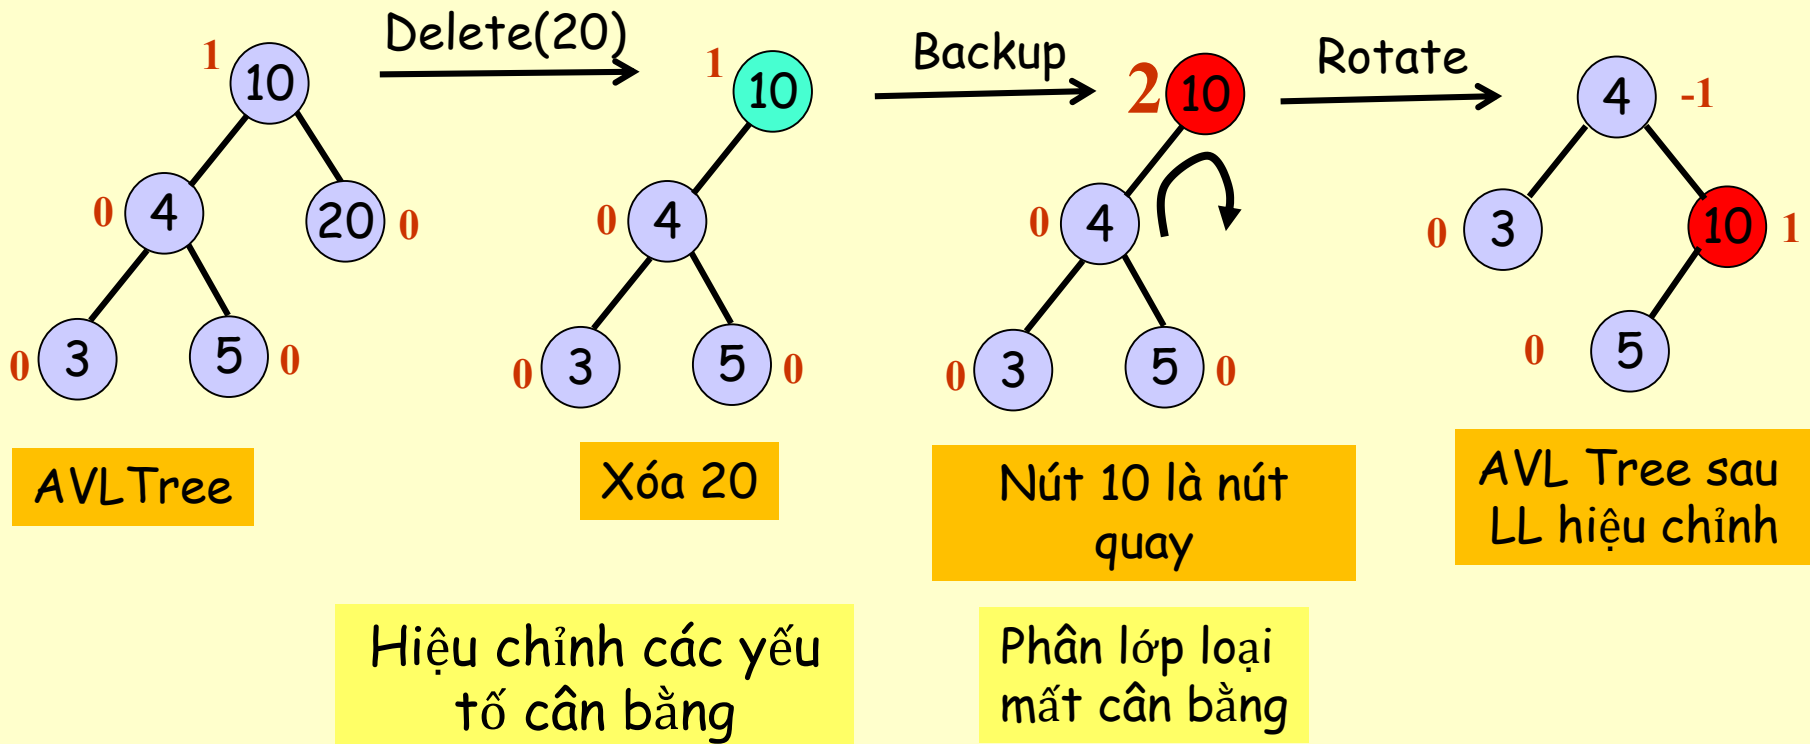 Delete(20)
Backup
Rotate
1
10
0
4
20
0
0
3
5
0
1
10
0
4
0
3
5
0
2
10
0
4
0
3
5
0
4
-1
0
3
10
1
0
5
AVLTree
Xóa 20
Nút 10 là nút
quay
AVL Tree sau
LL hiệu chỉnh
Hiệu chỉnh các yếu
tố cân bằng
Phân lớp loại
mất cân bằng